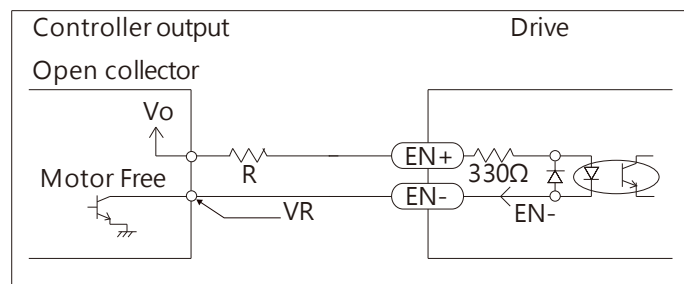 Controller output
Drive
Open collector
Vo
EN+
R
330Ω
Motor Free
EN-
VR
EN-